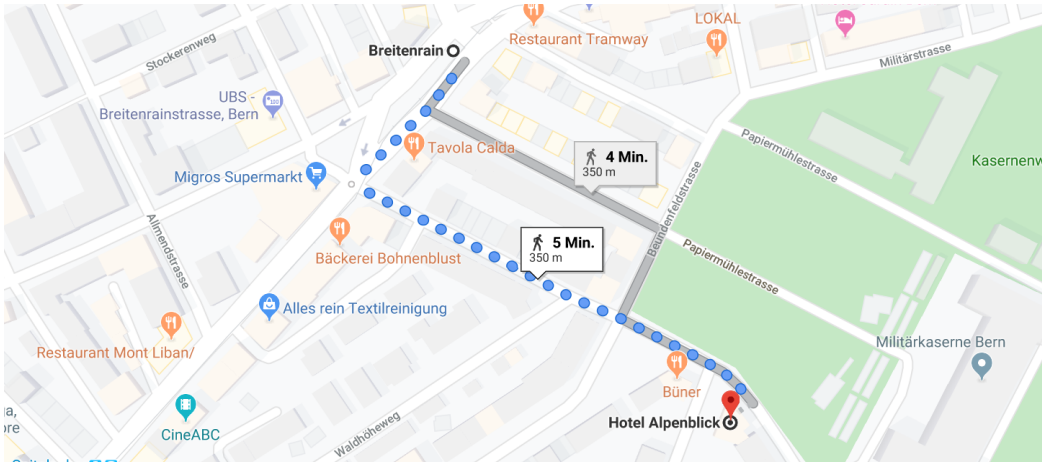 Breitenrain
Restaurant Tramway
LOKAL
Militärstrasse
Stockerenweg
UBS -
Breitenrainstrasse, Bern
Tavola Calda
4 Min.
350 m
Papiermühlestrasse
Kasernenw
Migros Supermarkt
Allmendstrasse
Beundenfeldstrasse
Bäckerei Bohnenblust
5 Min.
350 m
Papiermühlestrasse
Alles rein Textilreinigung
Restaurant Mont Liban/
Militärkaserne Bern
Büner
Hotel Alpenblick
Waldhöheweg
CineABC